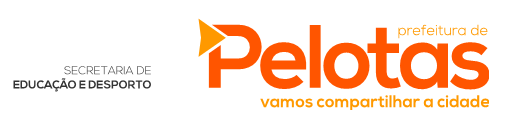 SECRETARIA DE
EDUCAÇÃO E DESPORTO
prefeitura de
Pelotas
vamos compartilhar a cidade